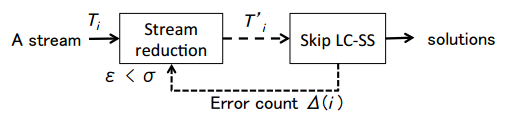 A stream
T_i
Stream
reduction
T'_i
Skip LC-SS
solutions
ε < σ
Error count Δ(i)